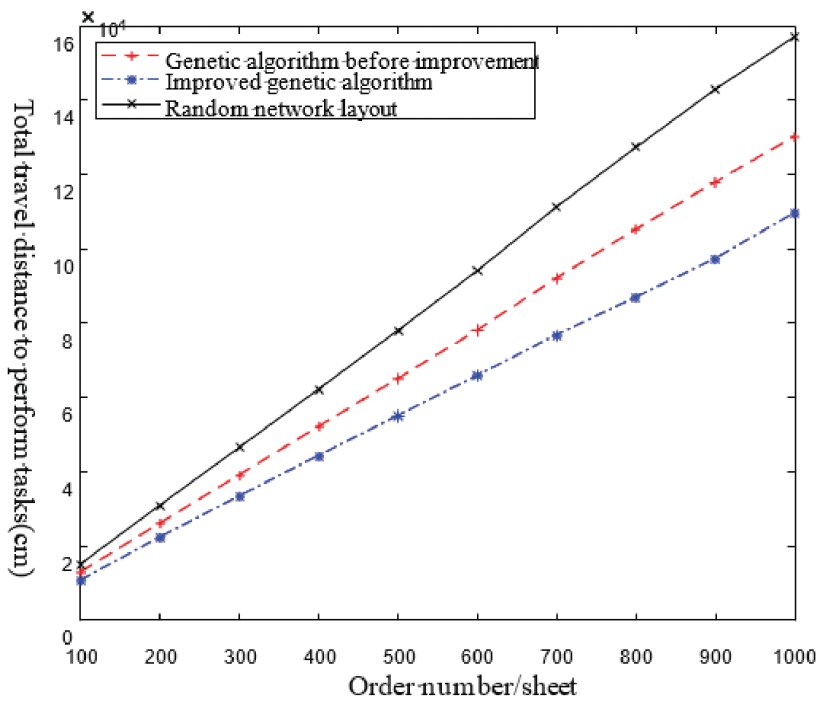 × 10⁴
16
14
12
10
8
6
4
2
0
Total travel distance to perform tasks(cm)
Genetic algorithm before improvement
Improved genetic algorithm
Random network layout
100 200 300 400 500 600 700 800 900 1000
Order number/sheet